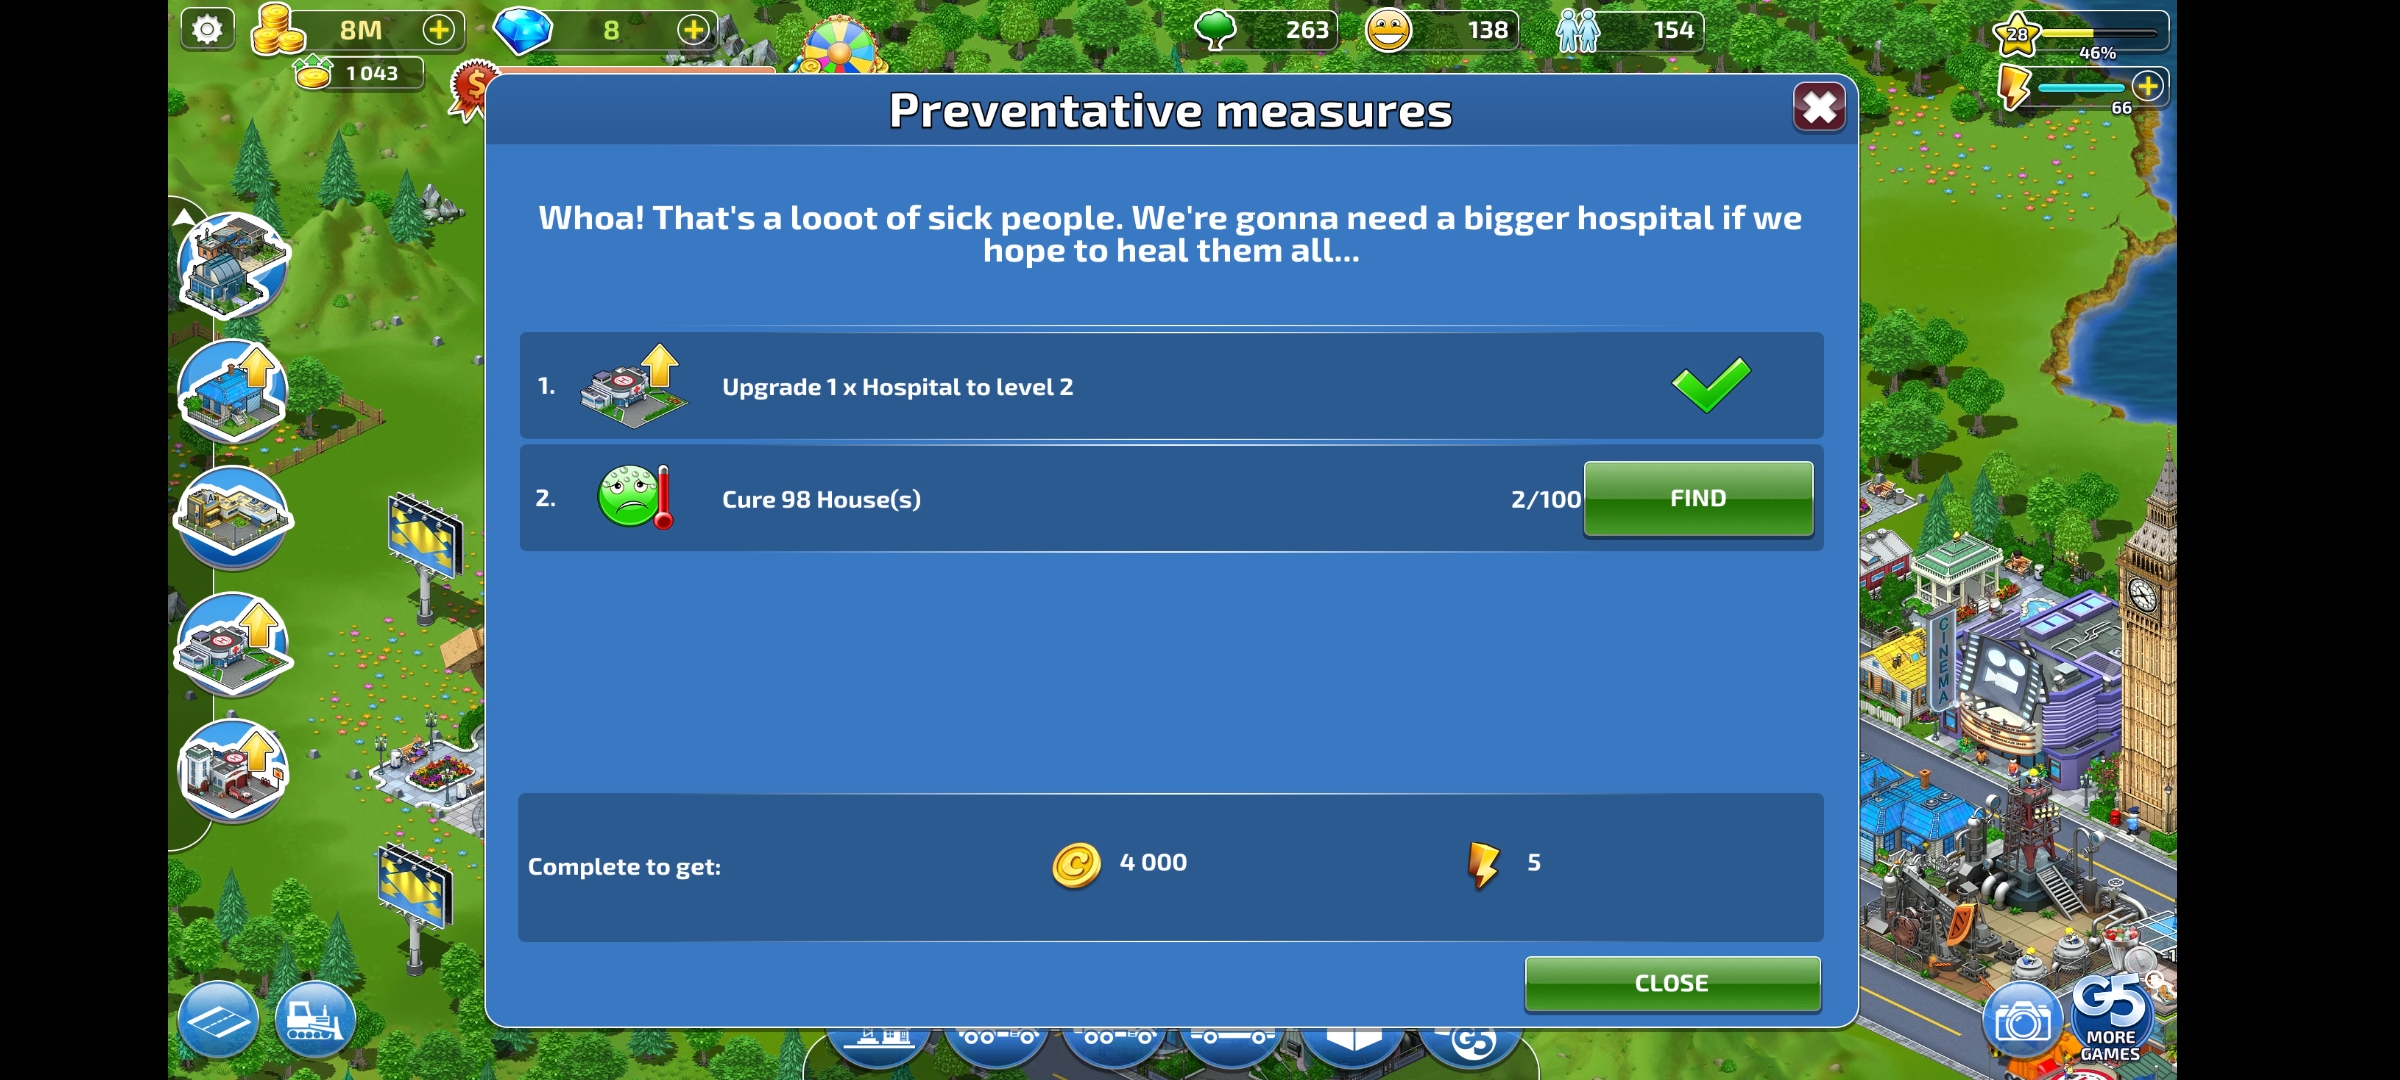 8M
8
263
138
154
28
46%
1 043
66
$
Preventative measures
Whoa! That's a looot of sick people. We're gonna need a bigger hospital if we
hope to heal them all...
1.
Upgrade 1 x Hospital to level 2
2.
Cure 98 House(s)
2/100
FIND
CINEMA
Complete to get:
4 000
5
CLOSE
G5
G5
MORE
GAMES